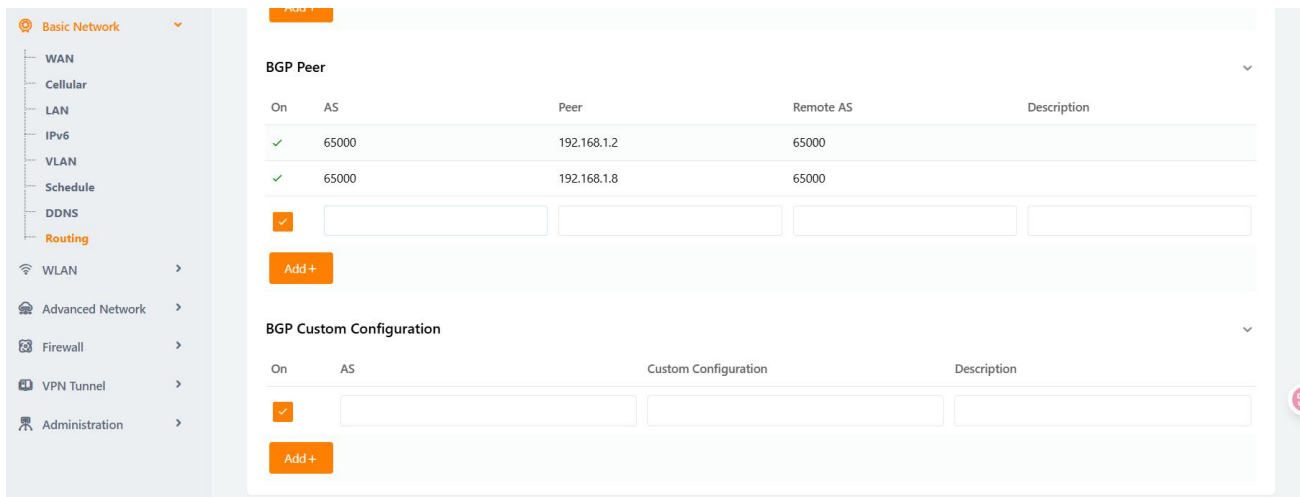 Basic Network
WAN
Cellular
LAN
IPv6
VLAN
Schedule
DDNS
Routing
WLAN
Advanced Network
Firewall
VPN Tunnel
Administration
Add +
BGP Peer
On AS Peer Remote AS Description
65000 192.168.1.2 65000
65000 192.168.1.8 65000
Add +
BGP Custom Configuration
On AS Custom Configuration Description
Add +